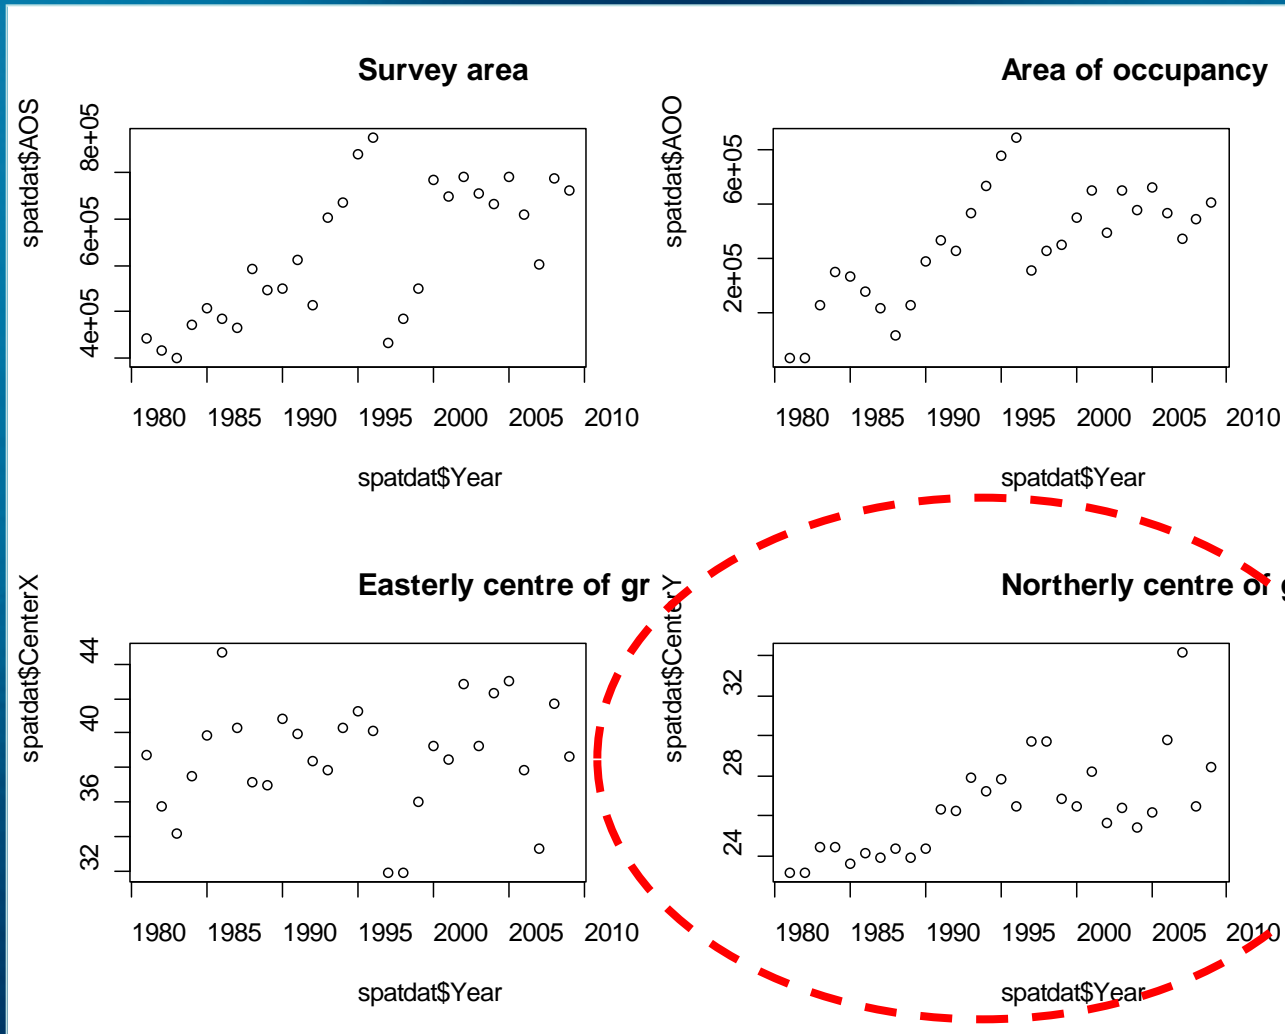 Survey area
spatdat$AOS
8e+05
6e+05
4e+05
1980 1985 1990 1995 2000 2005 2010
spatdat$Year
Area of occupancy
spatdat$AOO
6e+05
2e+05
1980 1985 1990 1995 2000 2005 2010
spatdat$Year
Easterly centre of gr
spatdat$CenterX
44
40
36
32
1980 1985 1990 1995 2000 2005 2010
spatdat$Year
Northerly centre of g
spatdat$CenterY
32
28
24
1980 1985 1990 1995 2000 2005 2010
spatdat$Year